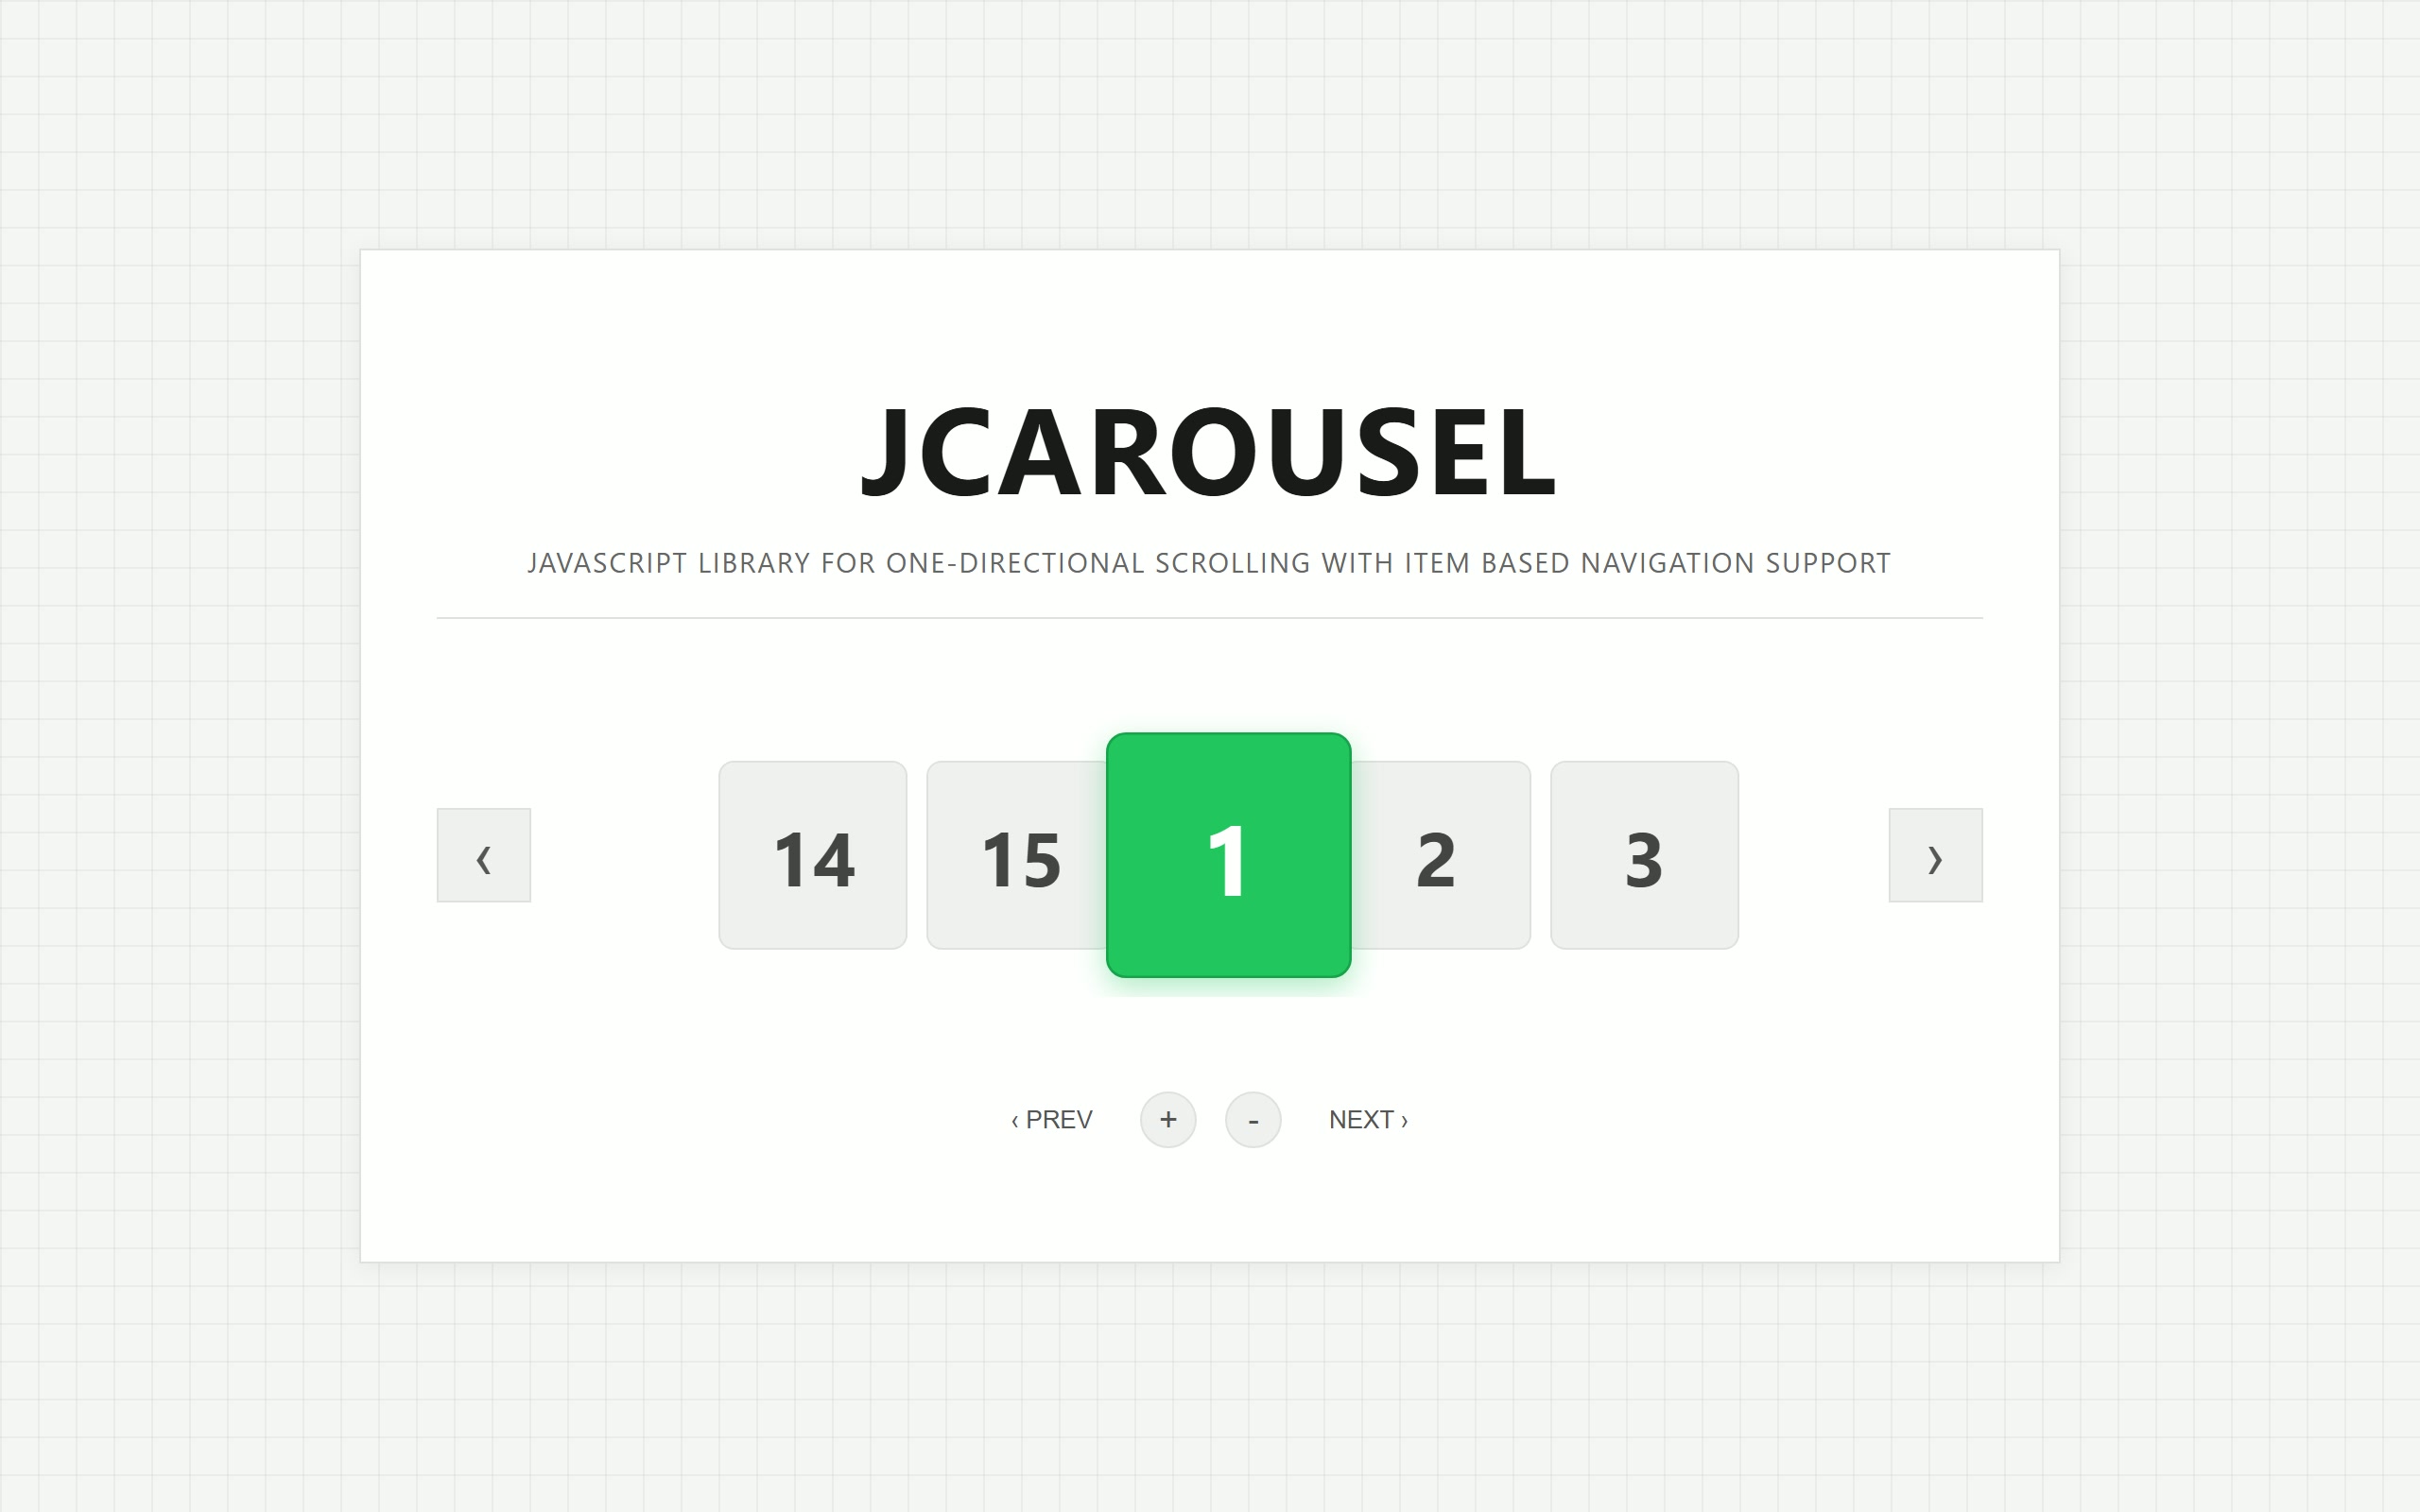 JCAROUSEL
JAVASCRIPT LIBRARY FOR ONE-DIRECTIONAL SCROLLING WITH ITEM BASED NAVIGATION SUPPORT
‹ 14 15 1 2 3 ›
‹ PREV + - NEXT ›